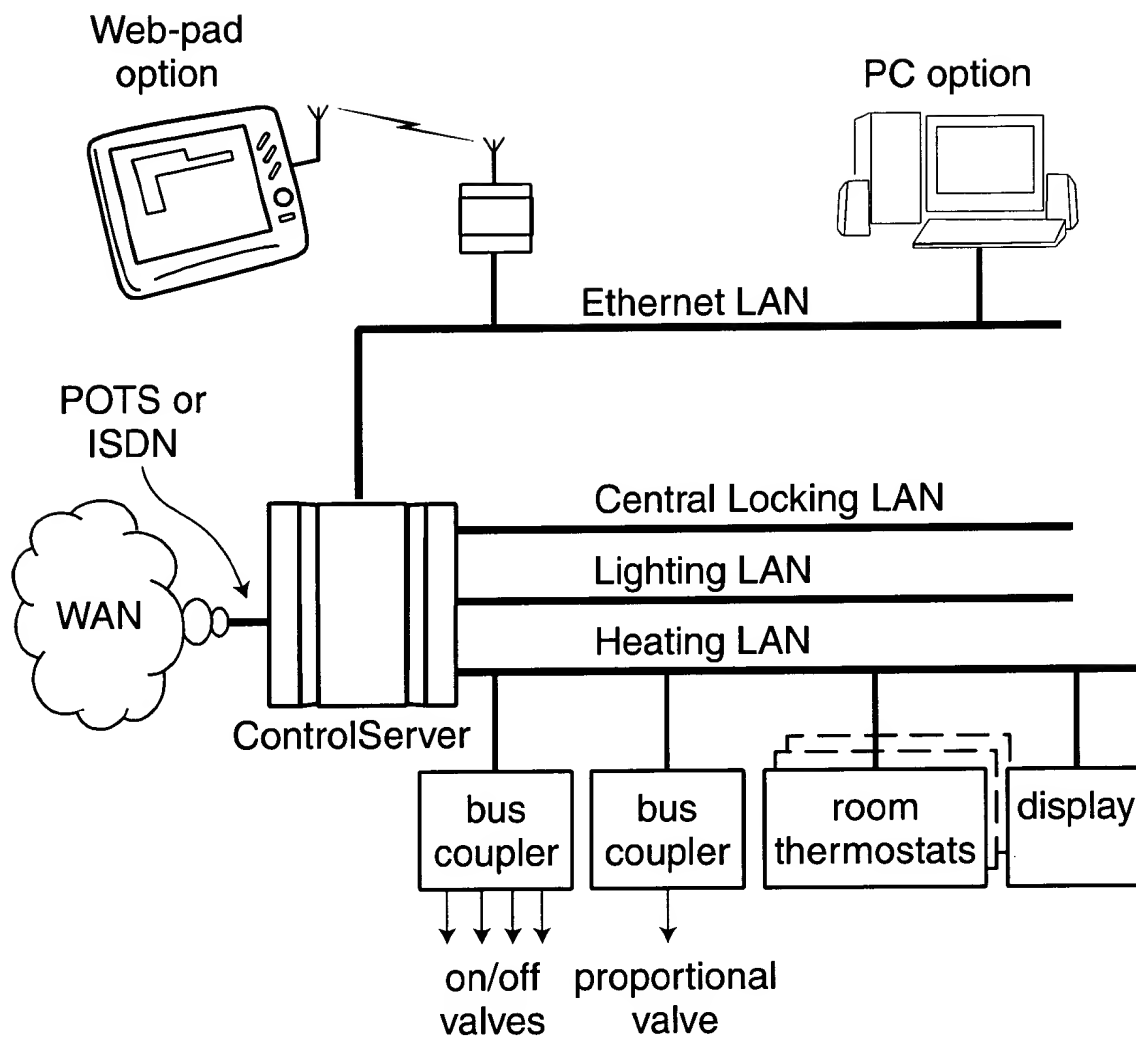 Web-pad
option
PC option
Ethernet LAN
POTS or
ISDN
Central Locking LAN
Lighting LAN
WAN
Heating LAN
ControlServer
bus
coupler
bus
coupler
room
thermostats
display
on/off
valves
proportional
valve